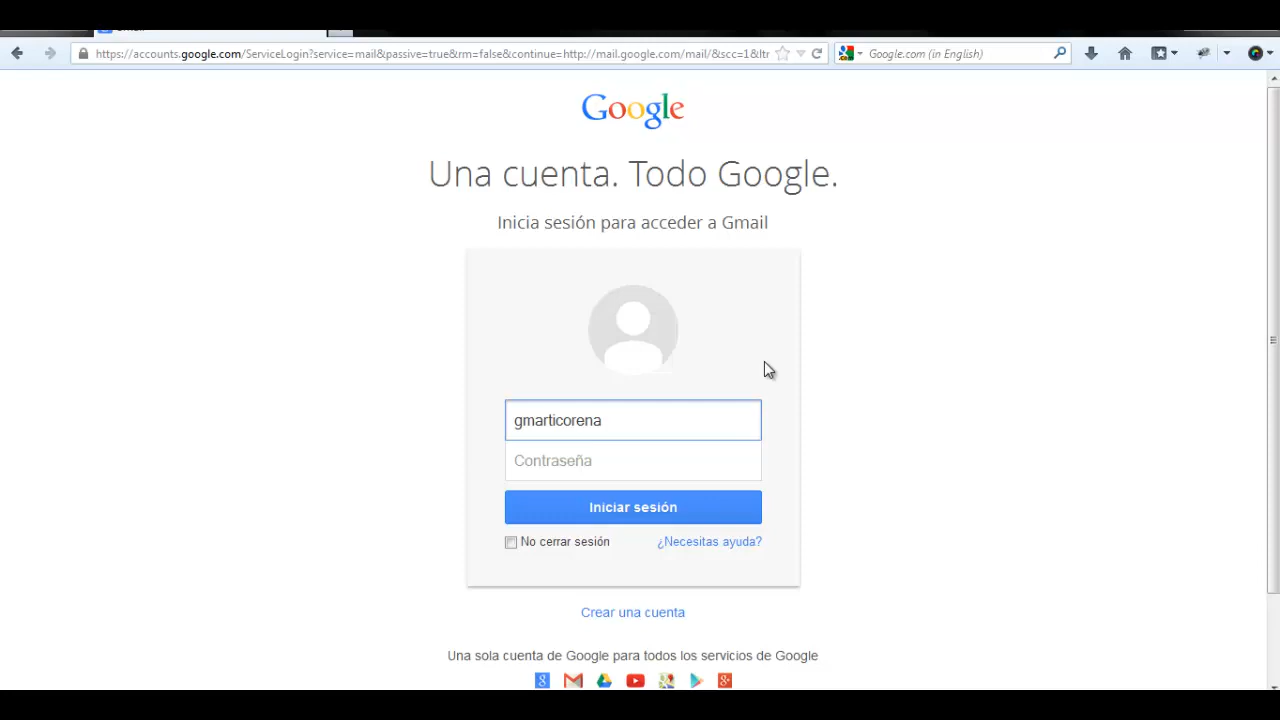 https://accounts.google.com/ServiceLogin?service=mail&passive=true&rm=false&continue=http://mail.google.com/mail/&scc=1&ltr
Google.com (in English)
Google
Una cuenta. Todo Google.
Inicia sesión para acceder a Gmail
gmarticorena
Contraseña
Iniciar sesión
No cerrar sesión
¿Necesitas ayuda?
Crear una cuenta
Una sola cuenta de Google para todos los servicios de Google